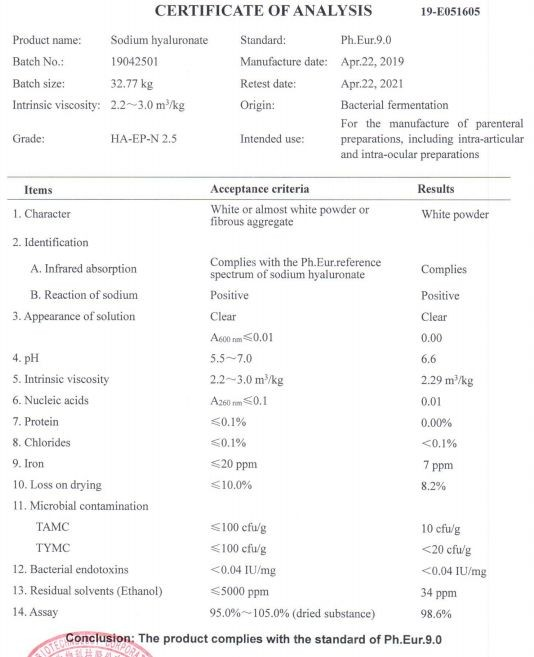 CERTIFICATE OF ANALYSIS 19-E051605
Product name: Sodium hyaluronate Standard: Ph.Eur.9.0
Batch No.: 19042501 Manufacture date: Apr.22, 2019
Batch size: 32.77 kg Retest date: Apr.22, 2021
Intrinsic viscosity: 2.2～3.0 m³/kg Origin: Bacterial fermentation
Grade: HA-EP-N 2.5 Intended use: For the manufacture of parenteral
preparations, including intra-articular
and intra-ocular preparations
Items Acceptance criteria Results
1. Character White or almost white powder or
fibrous aggregate White powder
2. Identification
A. Infrared absorption Complies with the Ph.Eur.reference
spectrum of sodium hyaluronate Complies
B. Reaction of sodium Positive Positive
3. Appearance of solution Clear Clear
A600 nm≤0.01 0.00
4. pH 5.5～7.0 6.6
5. Intrinsic viscosity 2.2～3.0 m³/kg 2.29 m³/kg
6. Nucleic acids A260 nm≤0.1 0.01
7. Protein ≤0.1% 0.00%
8. Chlorides ≤0.1% <0.1%
9. Iron ≤20 ppm 7 ppm
10. Loss on drying ≤10.0% 8.2%
11. Microbial contamination
TAMC ≤100 cfu/g 10 cfu/g
TYMC ≤100 cfu/g <20 cfu/g
12. Bacterial endotoxins <0.04 IU/mg <0.04 IU/mg
13. Residual solvents (Ethanol) ≤5000 ppm 34 ppm
14. Assay 95.0%～105.0% (dried substance) 98.6%
Conclusion: The product complies with the standard of Ph.Eur.9.0